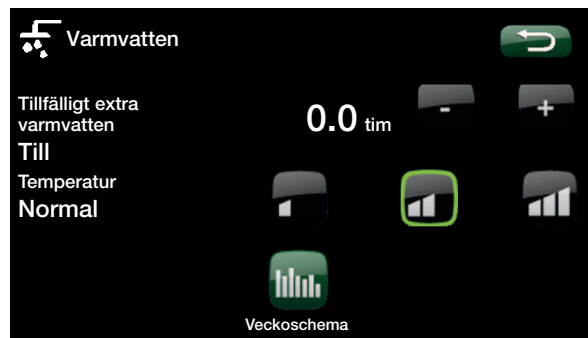 Varmvatten
Tillfälligt extra
varmvatten
0.0 tim
- +
Till
Temperatur
Normal
Veckoschema